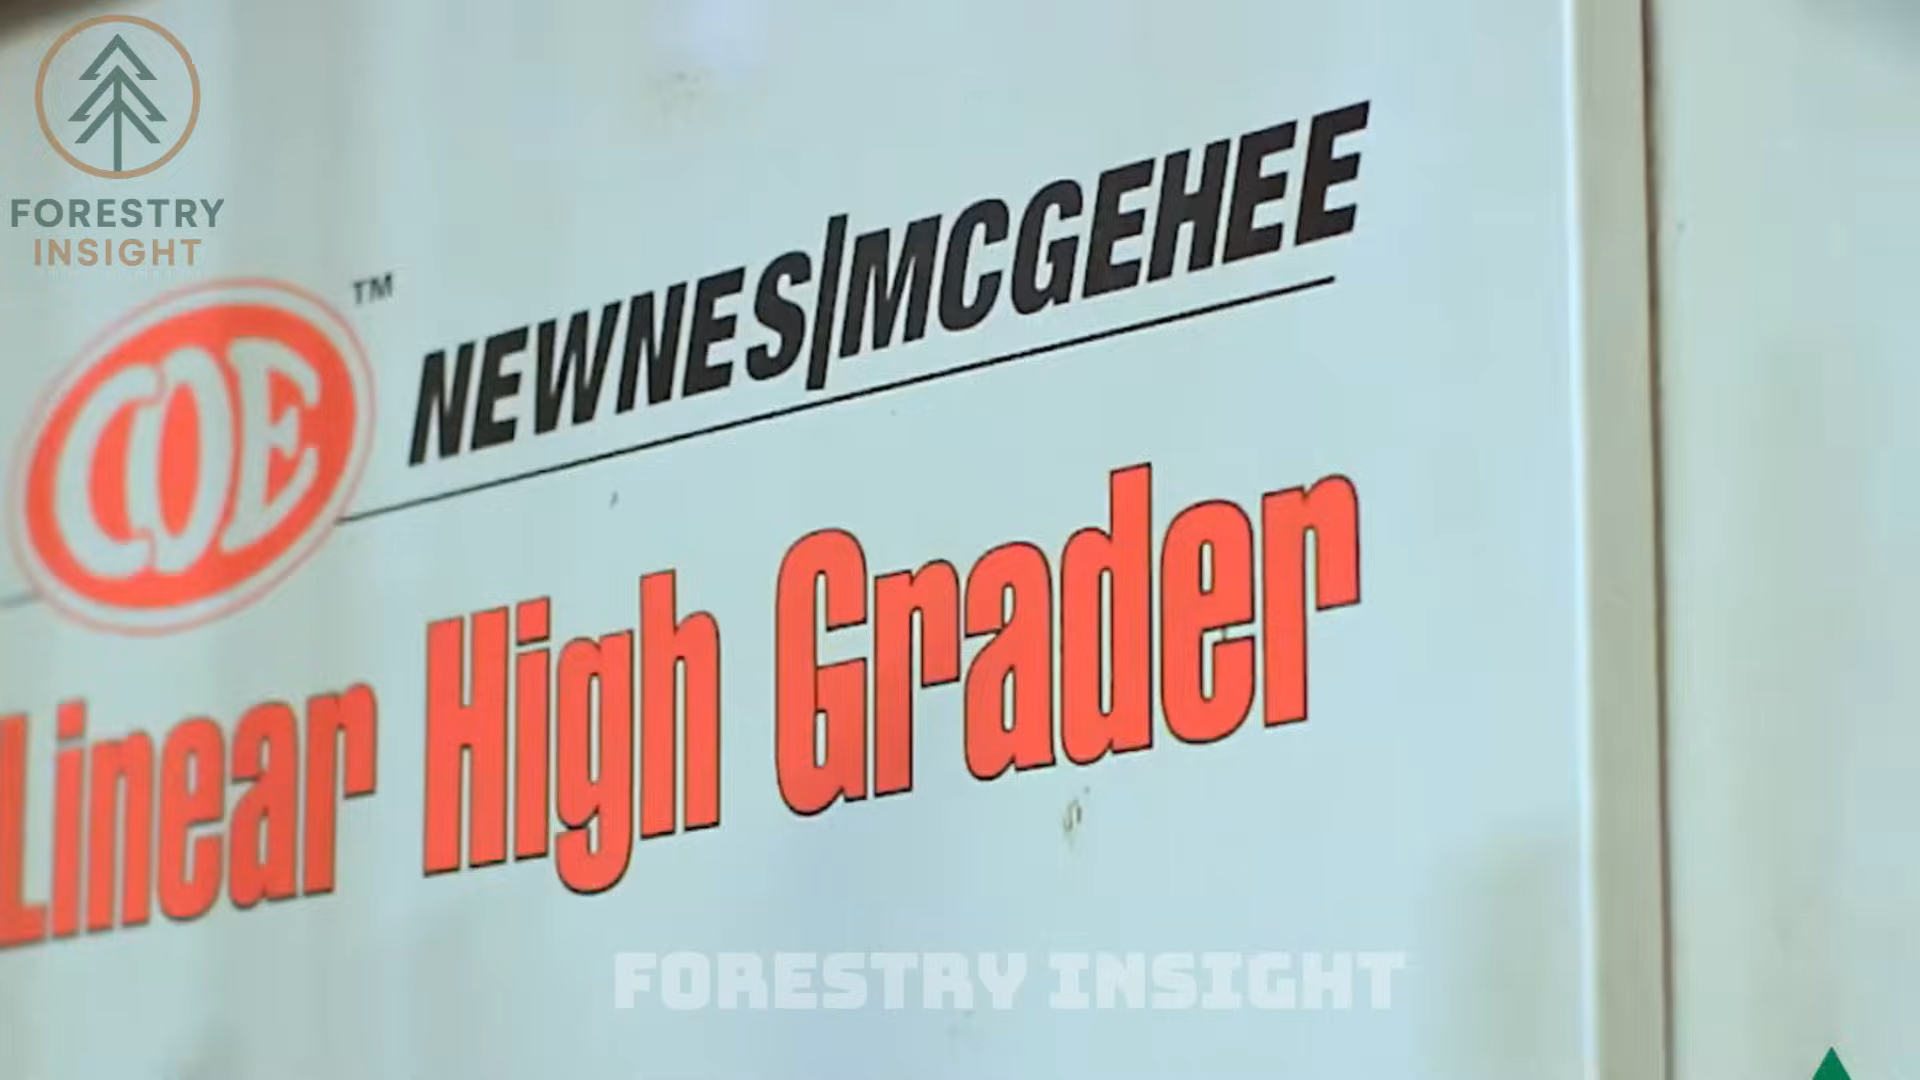 FORESTRY
INSIGHT
COE
TM
NEWNES|MCGEHEE
Linear High Grader
FORESTRY INSIGHT